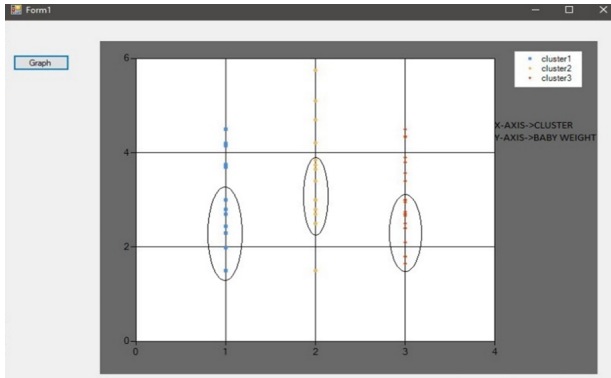 Form1
Graph
cluster1
cluster2
cluster3
X-AXIS->CLUSTER
Y-AXIS->BABY WEIGHT
6
4
2
0
0 1 2 3 4